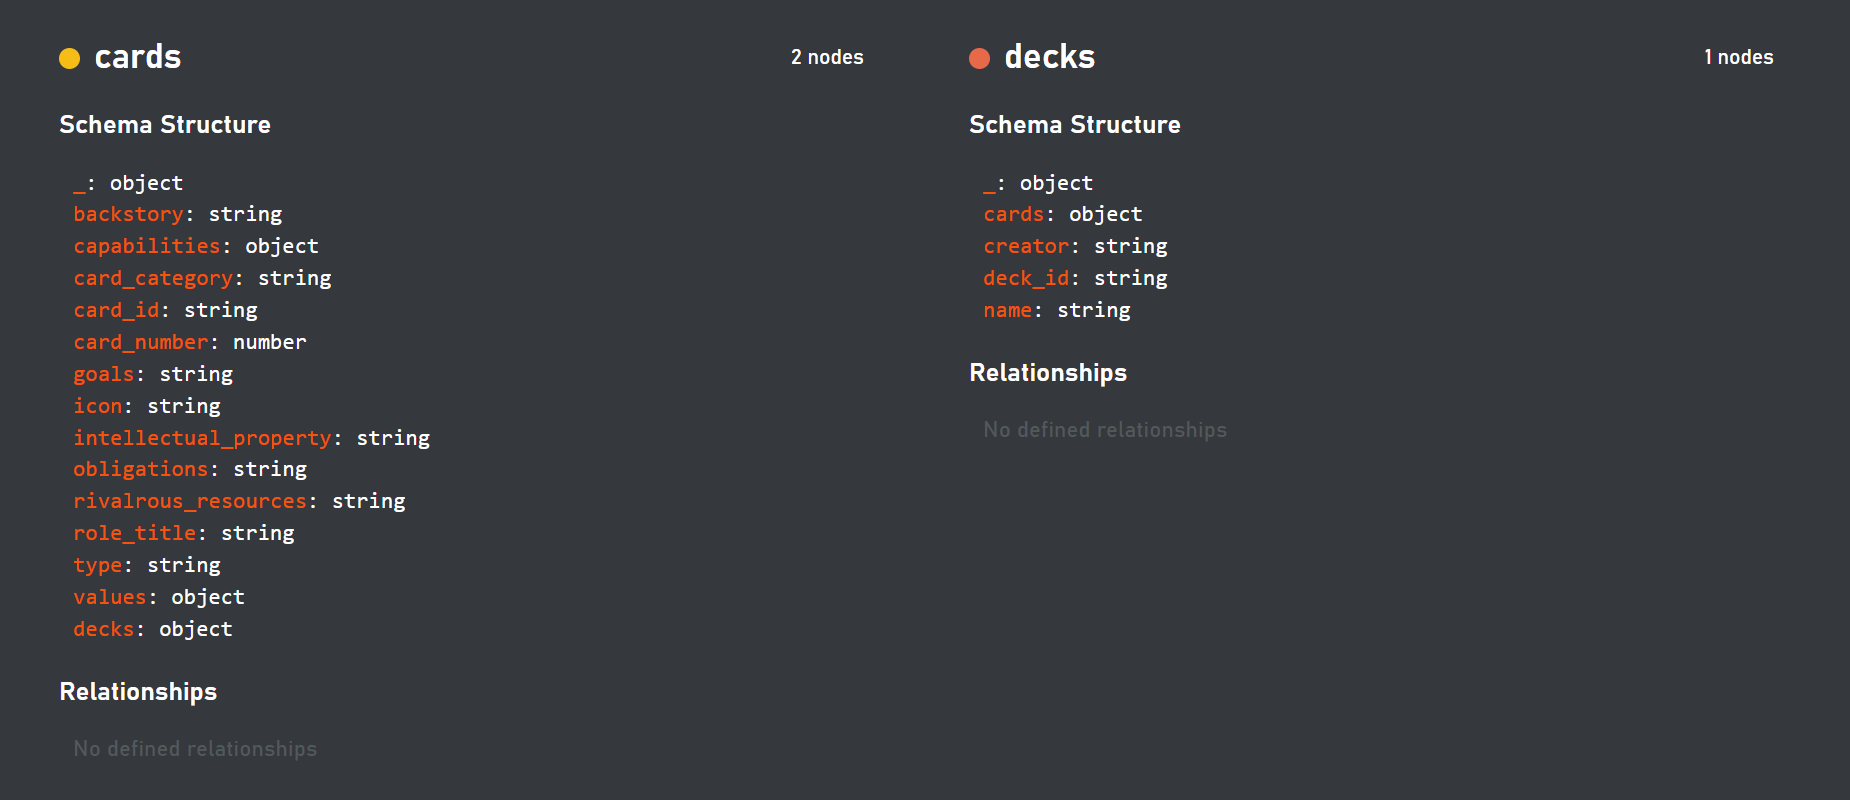 cards
2 nodes
Schema Structure
_: object
backstory: string
capabilities: object
card_category: string
card_id: string
card_number: number
goals: string
icon: string
intellectual_property: string
obligations: string
rivalrous_resources: string
role_title: string
type: string
values: object
decks: object
Relationships
No defined relationships
decks
1 nodes
Schema Structure
_: object
cards: object
creator: string
deck_id: string
name: string
Relationships
No defined relationships